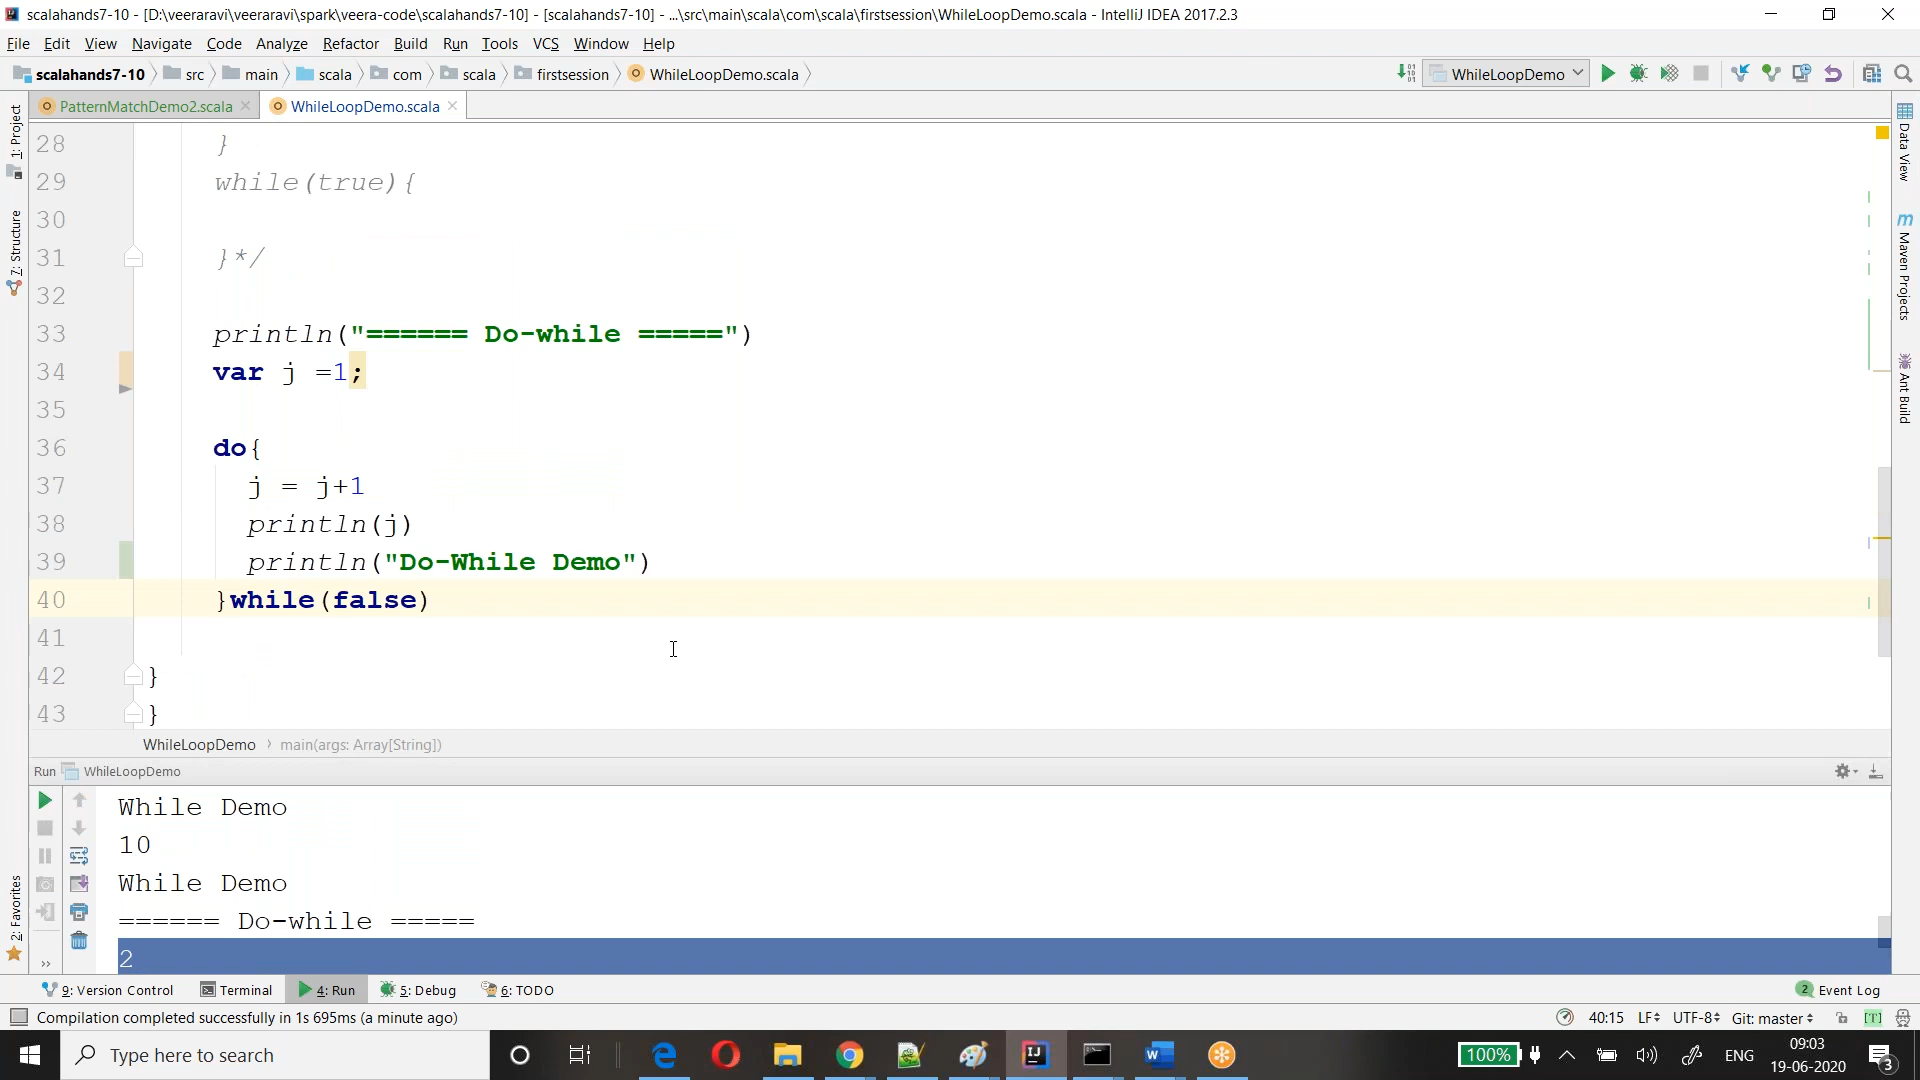 scalahands7-10 - [D:\veeraravi\veeraravi\spark\veera-code\scalahands7-10] - [scalahands7-10] - ...\src\main\scala\com\scala\firstsession\WhileLoopDemo.scala - IntelliJ IDEA 2017.2.3
File Edit View Navigate Code Analyze Refactor Build Run Tools VCS Window Help
scalahands7-10 src main scala com scala firstsession WhileLoopDemo.scala WhileLoopDemo
PatternMatchDemo2.scala WhileLoopDemo.scala
1: Project
7: Structure
2: Favorites
Data View
Maven Projects
Ant Build
28 }
29 while(true){
30
31 }*/
32
33 println("====== Do-while =====")
34 var j =1;
35
36 do{
37 j = j+1
38 println(j)
39 println("Do-While Demo")
40 }while(false)
41
42 }
43 }
WhileLoopDemo main(args: Array[String])
Run WhileLoopDemo
While Demo
10
While Demo
====== Do-while =====
2
9: Version Control Terminal 4: Run 5: Debug 6: TODO 2 Event Log
Compilation completed successfully in 1s 695ms (a minute ago) 40:15 LF UTF-8 Git: master [T]
Type here to search 100% ENG 09:03
19-06-2020 3